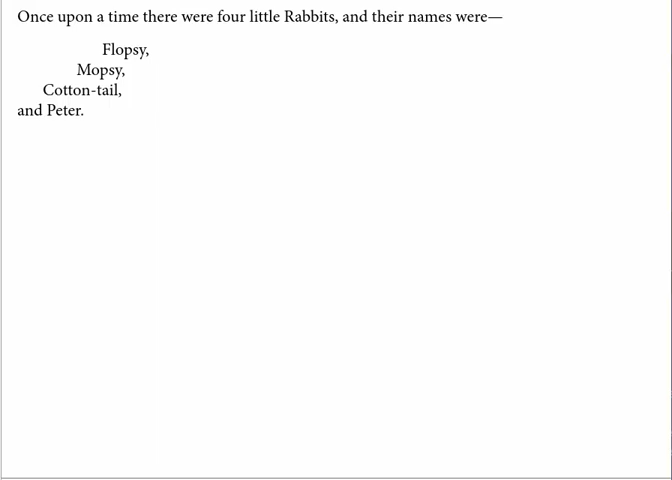 Once upon a time there were four little Rabbits, and their names were—
Flopsy,
Mopsy,
Cotton-tail,
and Peter.